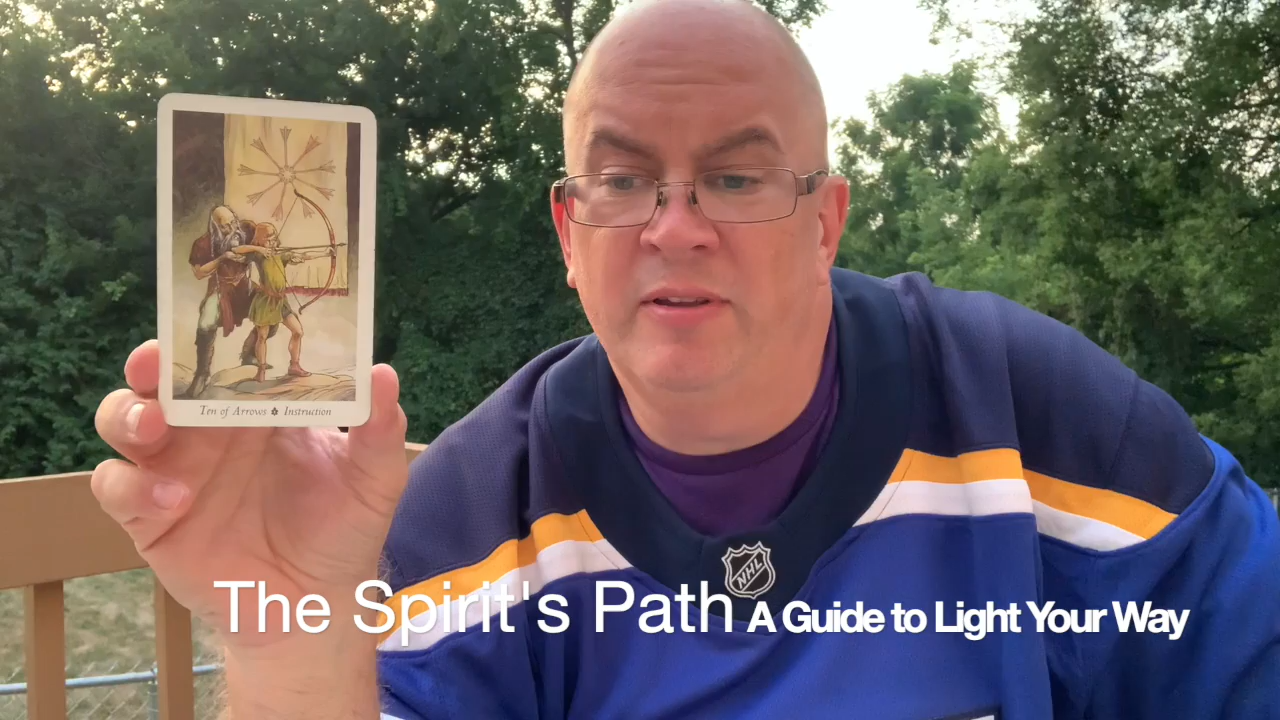 Ten of Arrows ✽ Instruction
NHL
The Spirit's Path A Guide to Light Your Way